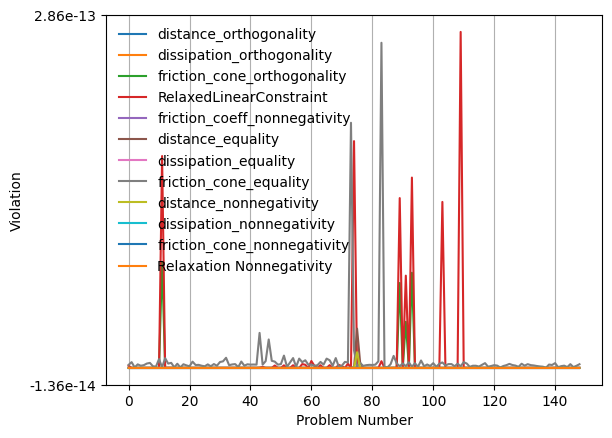 2.86e-13
distance_orthogonality
dissipation_orthogonality
friction_cone_orthogonality
RelaxedLinearConstraint
friction_coeff_nonnegativity
distance_equality
dissipation_equality
friction_cone_equality
distance_nonnegativity
dissipation_nonnegativity
friction_cone_nonnegativity
Relaxation Nonnegativity
Violation
-1.36e-14
0 20 40 60 80 100 120 140
Problem Number